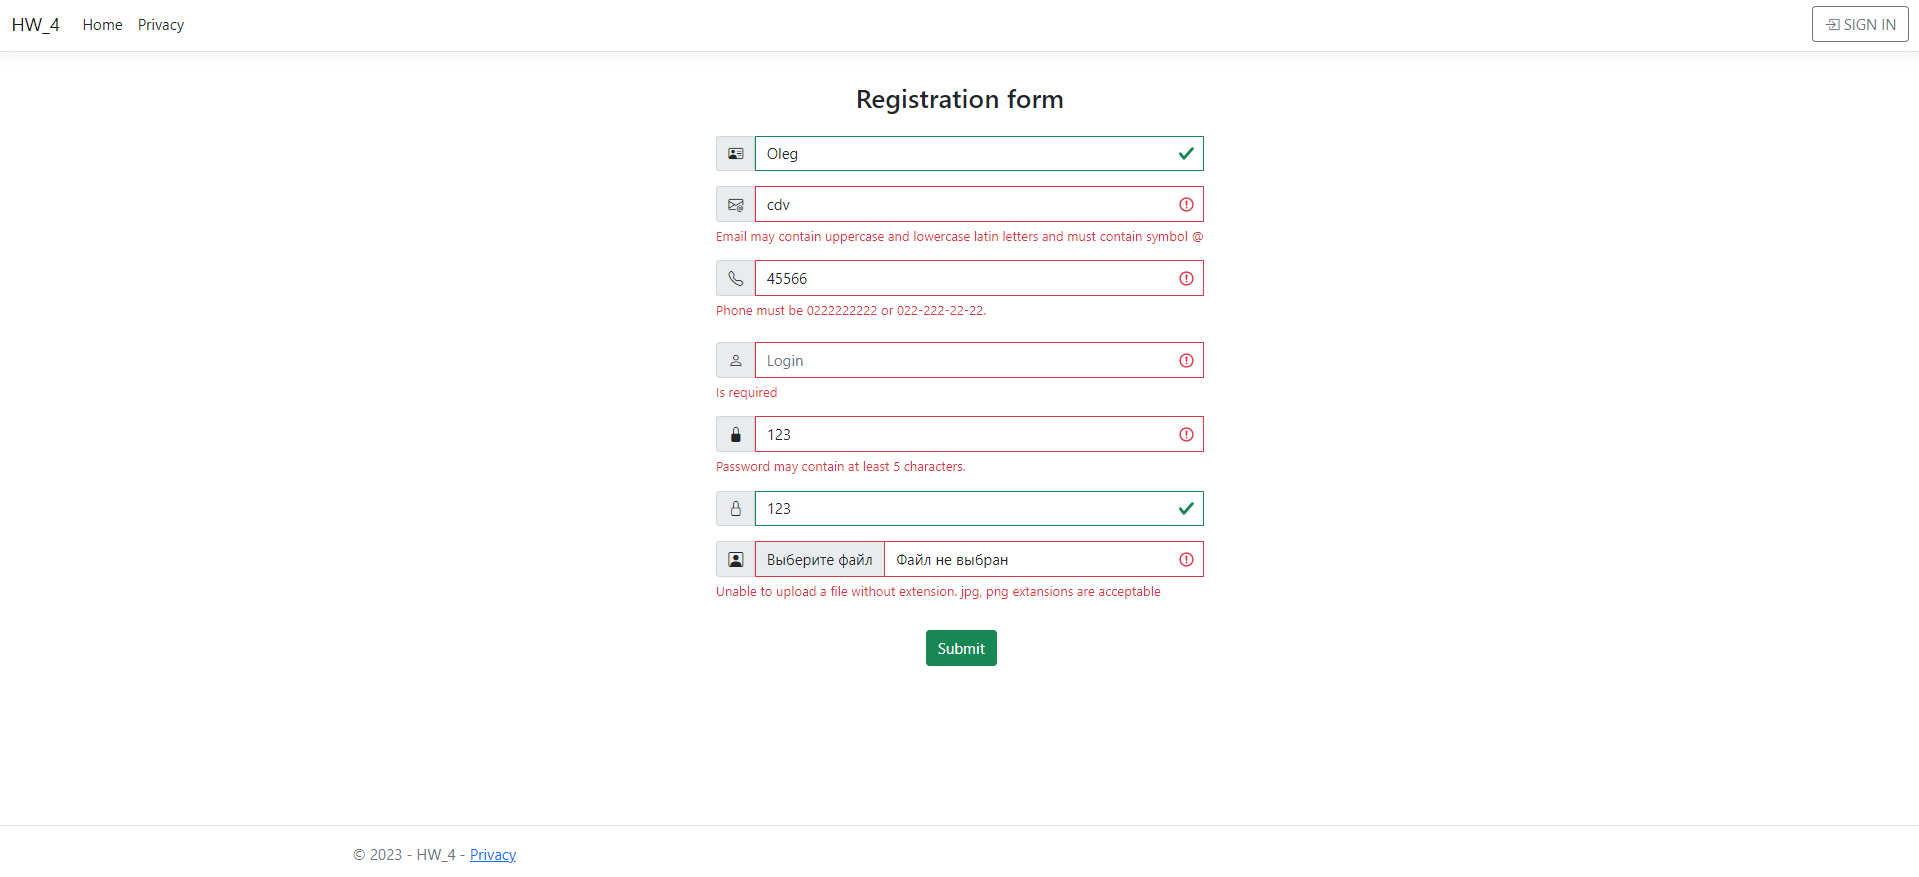 HW_4 Home Privacy SIGN IN
Registration form
Oleg
cdv
Email may contain uppercase and lowercase latin letters and must contain symbol @
45566
Phone must be 0222222222 or 022-222-22-22.
Login
Is required
123
Password may contain at least 5 characters.
123
Выберите файл Файл не выбран
Unable to upload a file without extension. jpg, png extansions are acceptable
Submit
© 2023 - HW_4 - Privacy